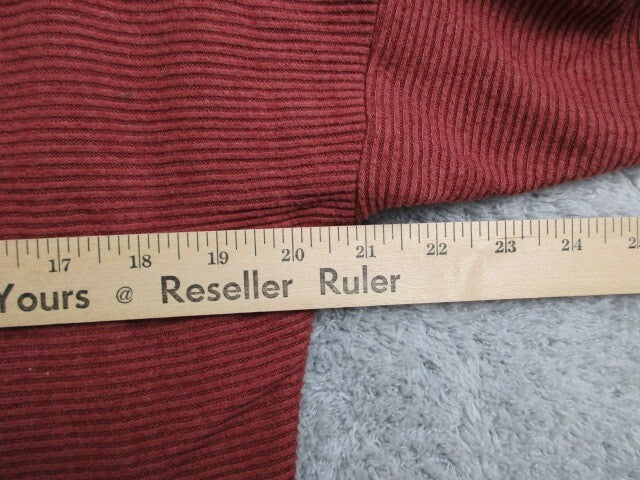 17 18 19 20 21 22 23 24
Yours @ Reseller Ruler